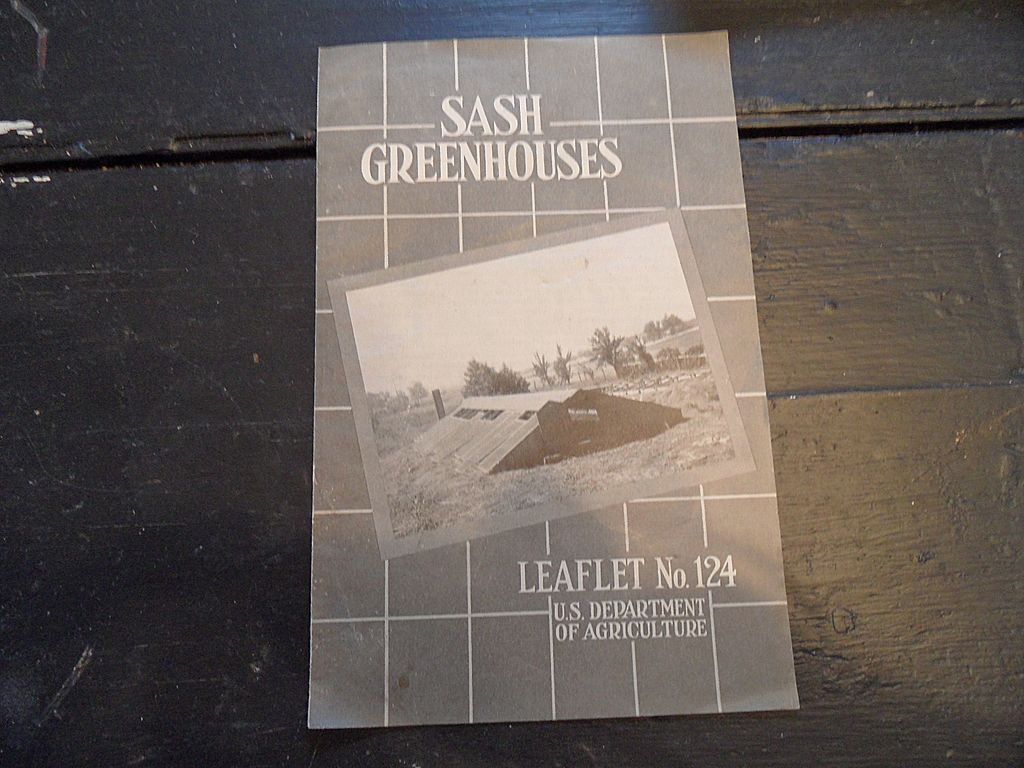 SASH
GREENHOUSES
LEAFLET No. 124
U.S. DEPARTMENT
OF AGRICULTURE